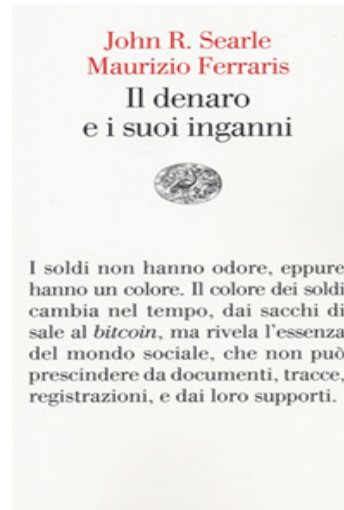 John R. Searle
Maurizio Ferraris
Il denaro
e i suoi inganni
I soldi non hanno odore, eppure
hanno un colore. Il colore dei soldi
cambia nel tempo, dai sacchi di
sale al bitcoin, ma rivela l'essenza
del mondo sociale, che non può
prescindere da documenti, tracce,
registrazioni, e dai loro supporti.